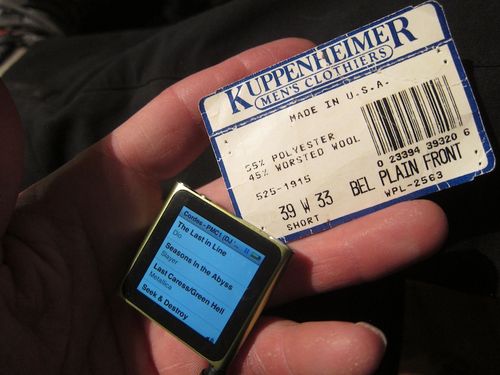 KUPPENHEIMER
MEN'S CLOTHIERS
MADE IN U.S.A.
55% POLYESTER
45% WORSTED WOOL
525-1915
0 23394 39320 6
39 W 33
BEL PLAIN FRONT
SHORT
WPL-2563
The Last in Line
Dio
Seasons in the Abyss
Slayer
Last Caress/Green Hell
Metallica
Seek & Destroy